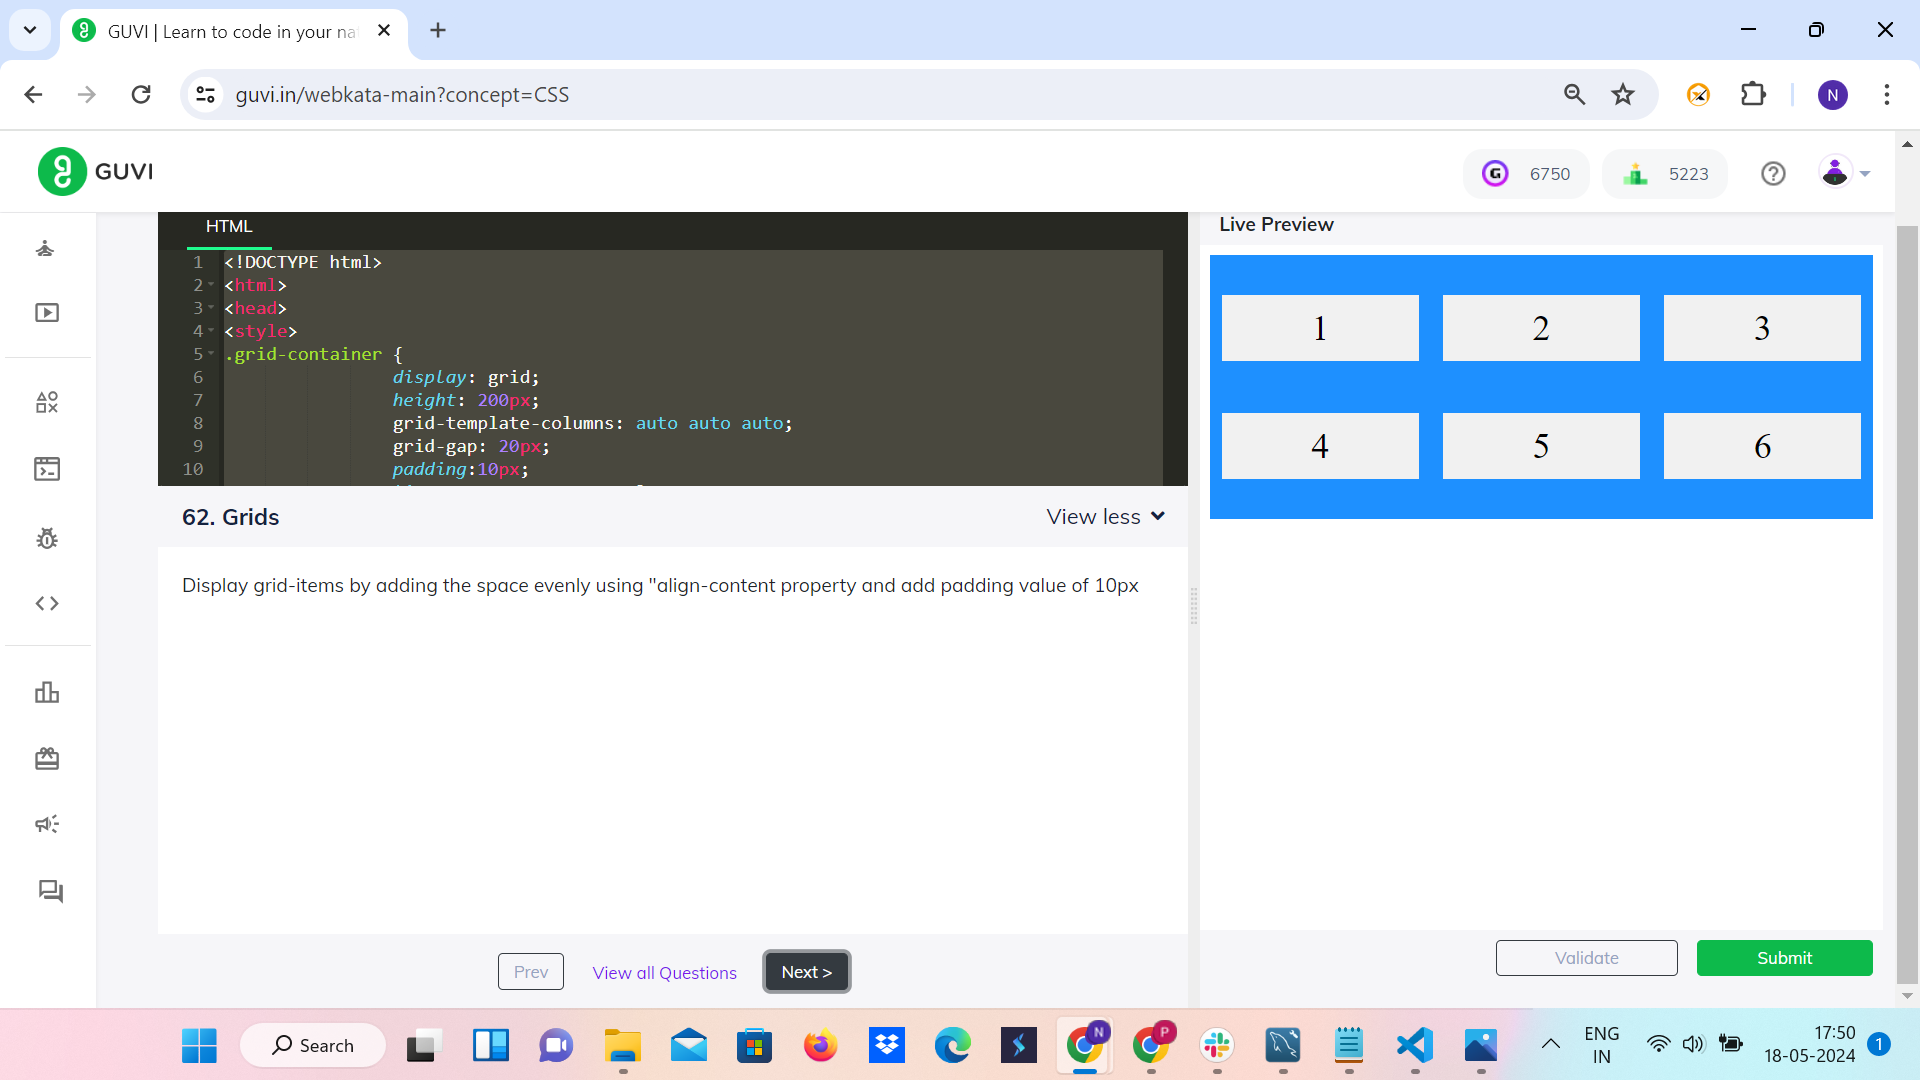 GUVI | Learn to code in your na
guvi.in/webkata-main?concept=CSS
N
GUVI
G 6750
5223
HTML
Live Preview
1 <!DOCTYPE html>
2 <html>
3 <head>
4 <style>
5 .grid-container {
6 display: grid;
7 height: 200px;
8 grid-template-columns: auto auto auto;
9 grid-gap: 20px;
10 padding:10px;
1 2 3
4 5 6
62. Grids
View less
Display grid-items by adding the space evenly using "align-content property and add padding value of 10px
Prev
View all Questions
Next >
Validate
Submit
Search
N
P
ENG
IN
17:50
18-05-2024
1